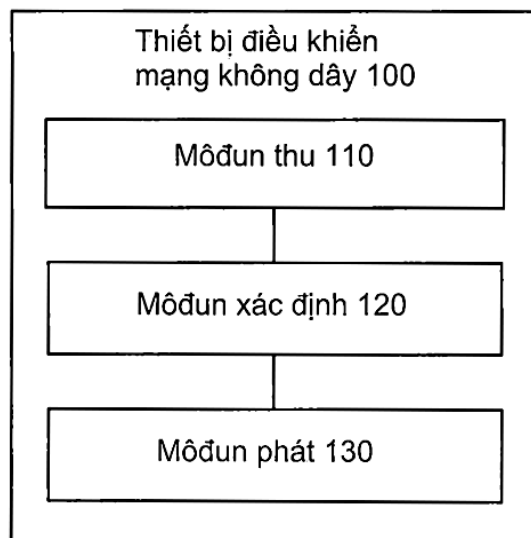 Thiết bị điều khiển
mạng không dây 100
Môđun thu 110
Môđun xác định 120
Môđun phát 130